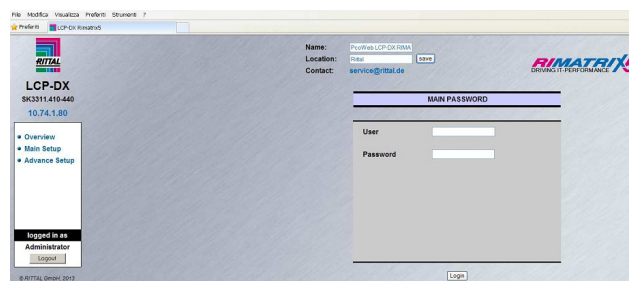 File Modifica Visualizza Preferiti Strumenti ?
Preferiti LCP-DX RimatrixS
RITTAL
LCP-DX
SK3311.410-440
10.74.1.80
Overview
Main Setup
Advance Setup
logged in as
Administrator
Logout
© RITTAL GmbH, 2013
Name: PcoWeb LCP DX RIMA
Location: Rittal save
Contact: service@rittal.de
RIMATRIX5
DRIVING IT-PERFORMANCE
MAIN PASSWORD
User
Password
Login